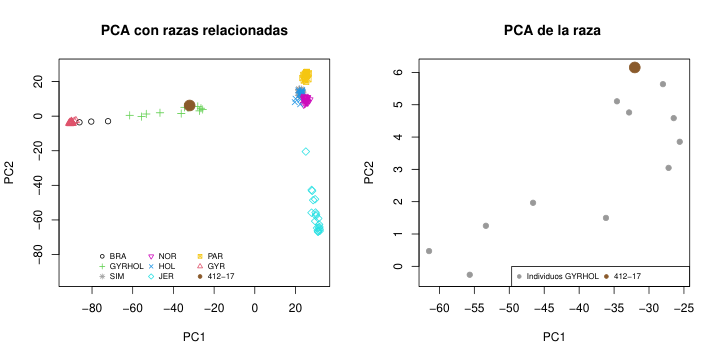 PCA con razas relacionadas
PC2
20
0
−20
−40
−60
−80
BRA
NOR
PAR
GYRHOL
HOL
GYR
SIM
JER
412−17
−80 −60 −40 −20 0 20
PC1
PCA de la raza
PC2
6
5
4
3
2
1
0
Individuos GYRHOL 412−17
−60 −55 −50 −45 −40 −35 −30 −25
PC1